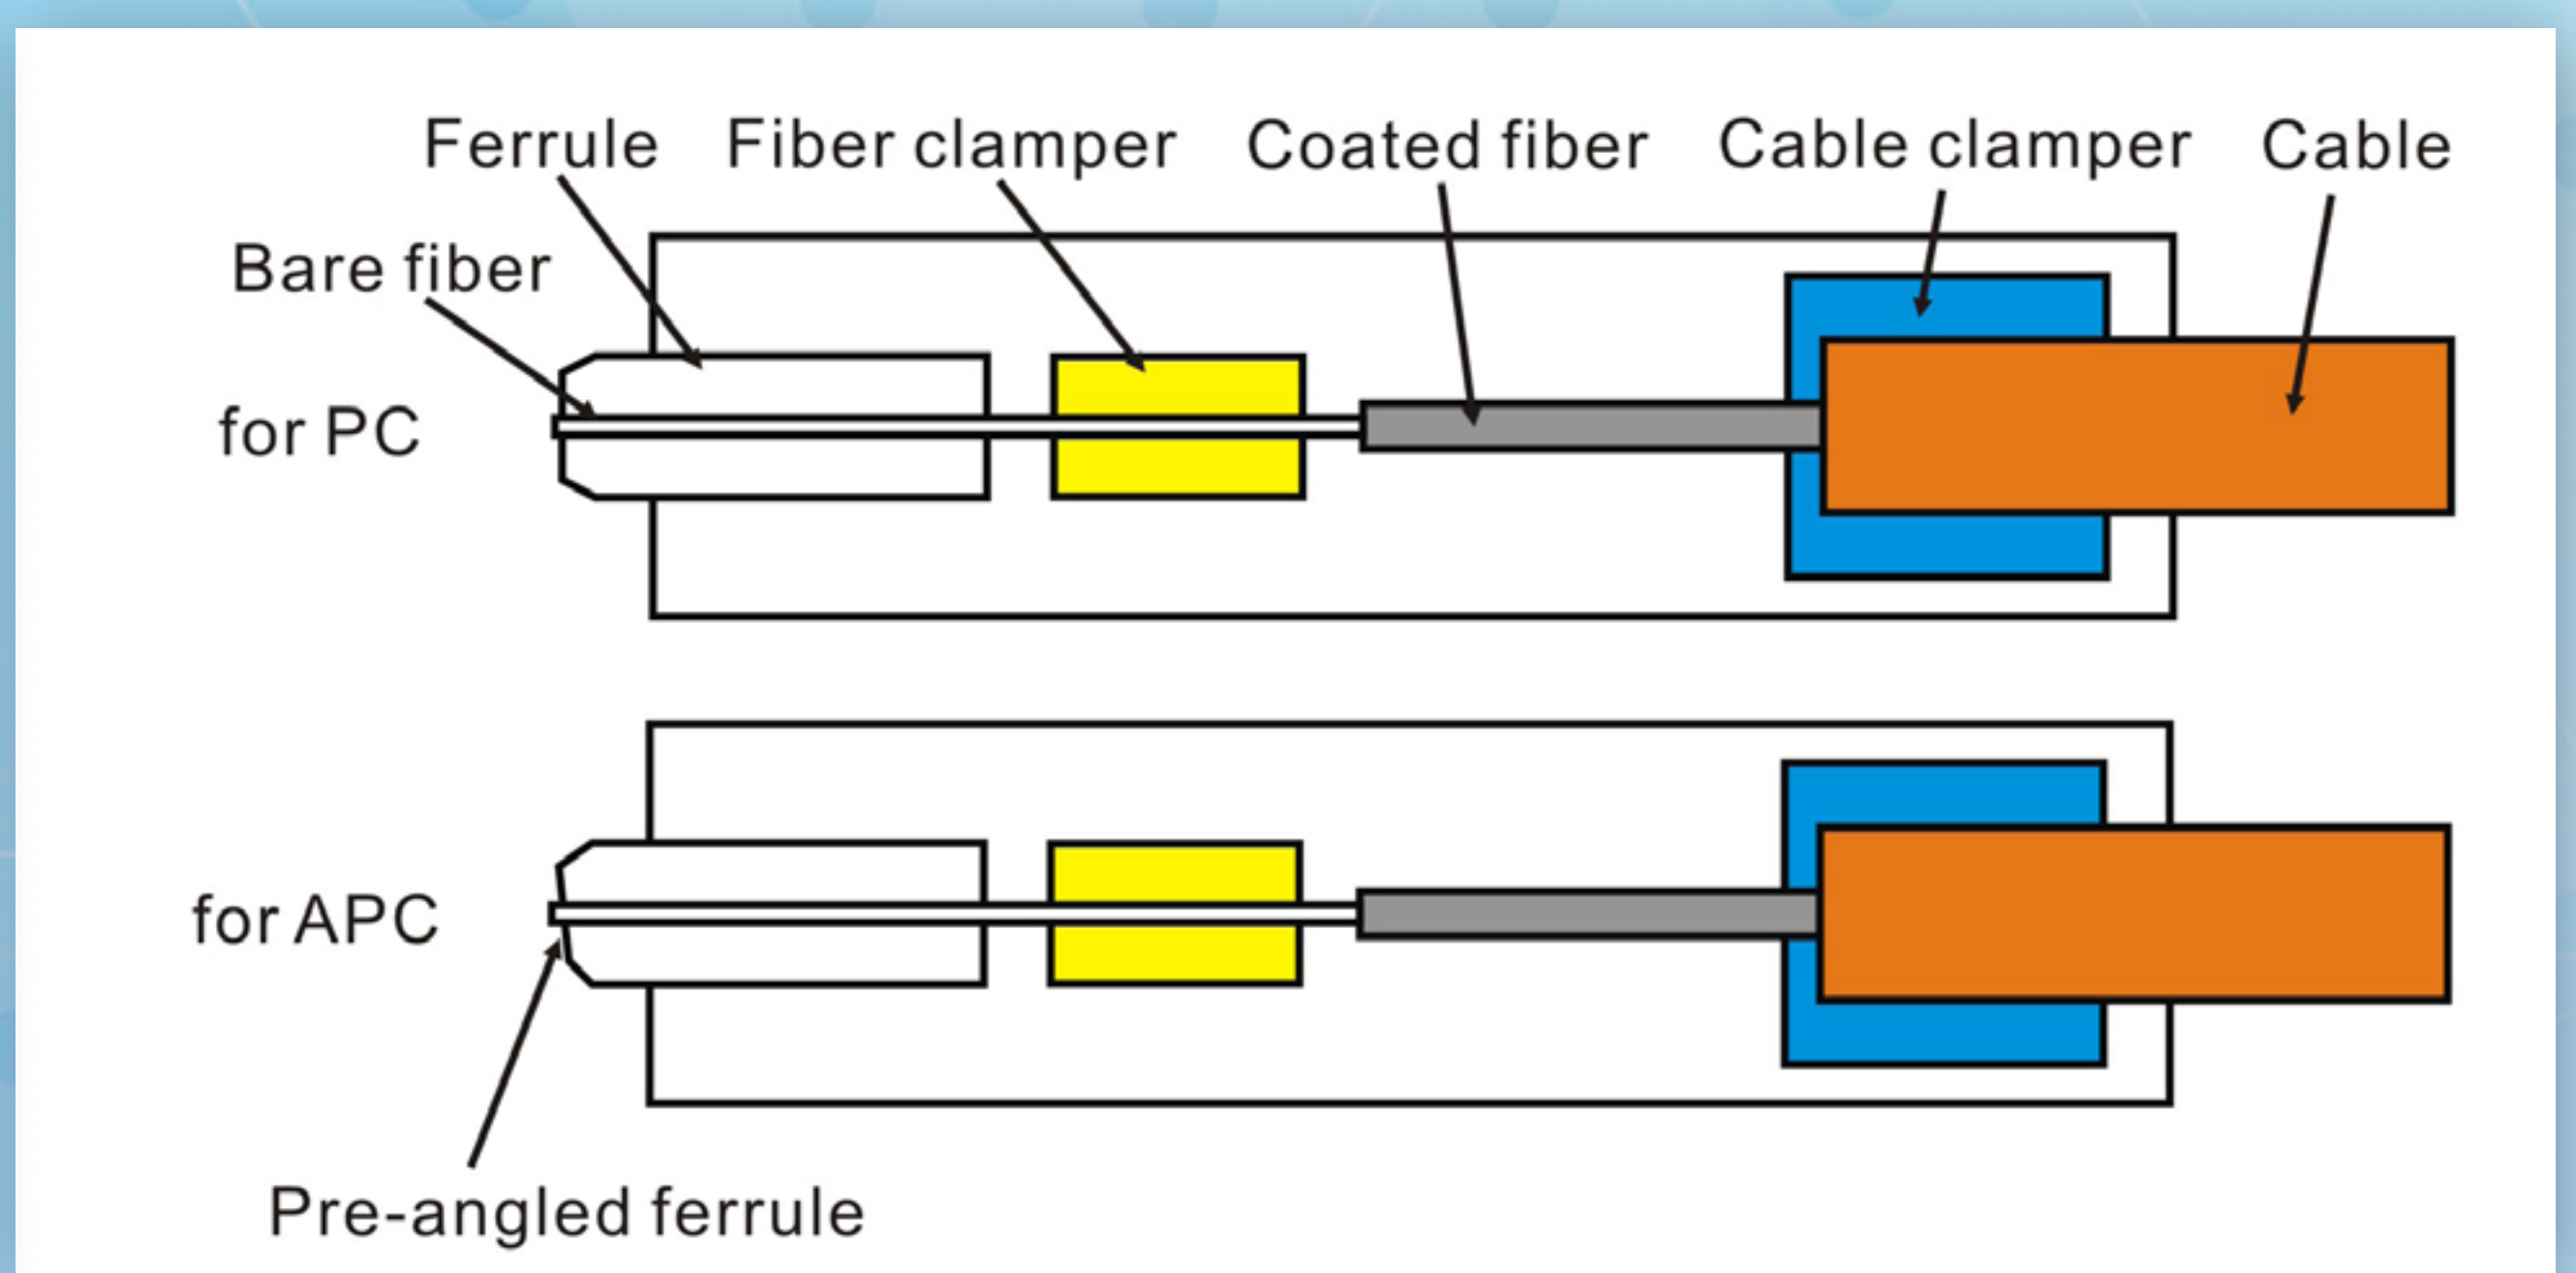 Ferrule
Fiber clamper
Coated fiber
Cable clamper
Cable
Bare fiber
for PC
for APC
Pre-angled ferrule